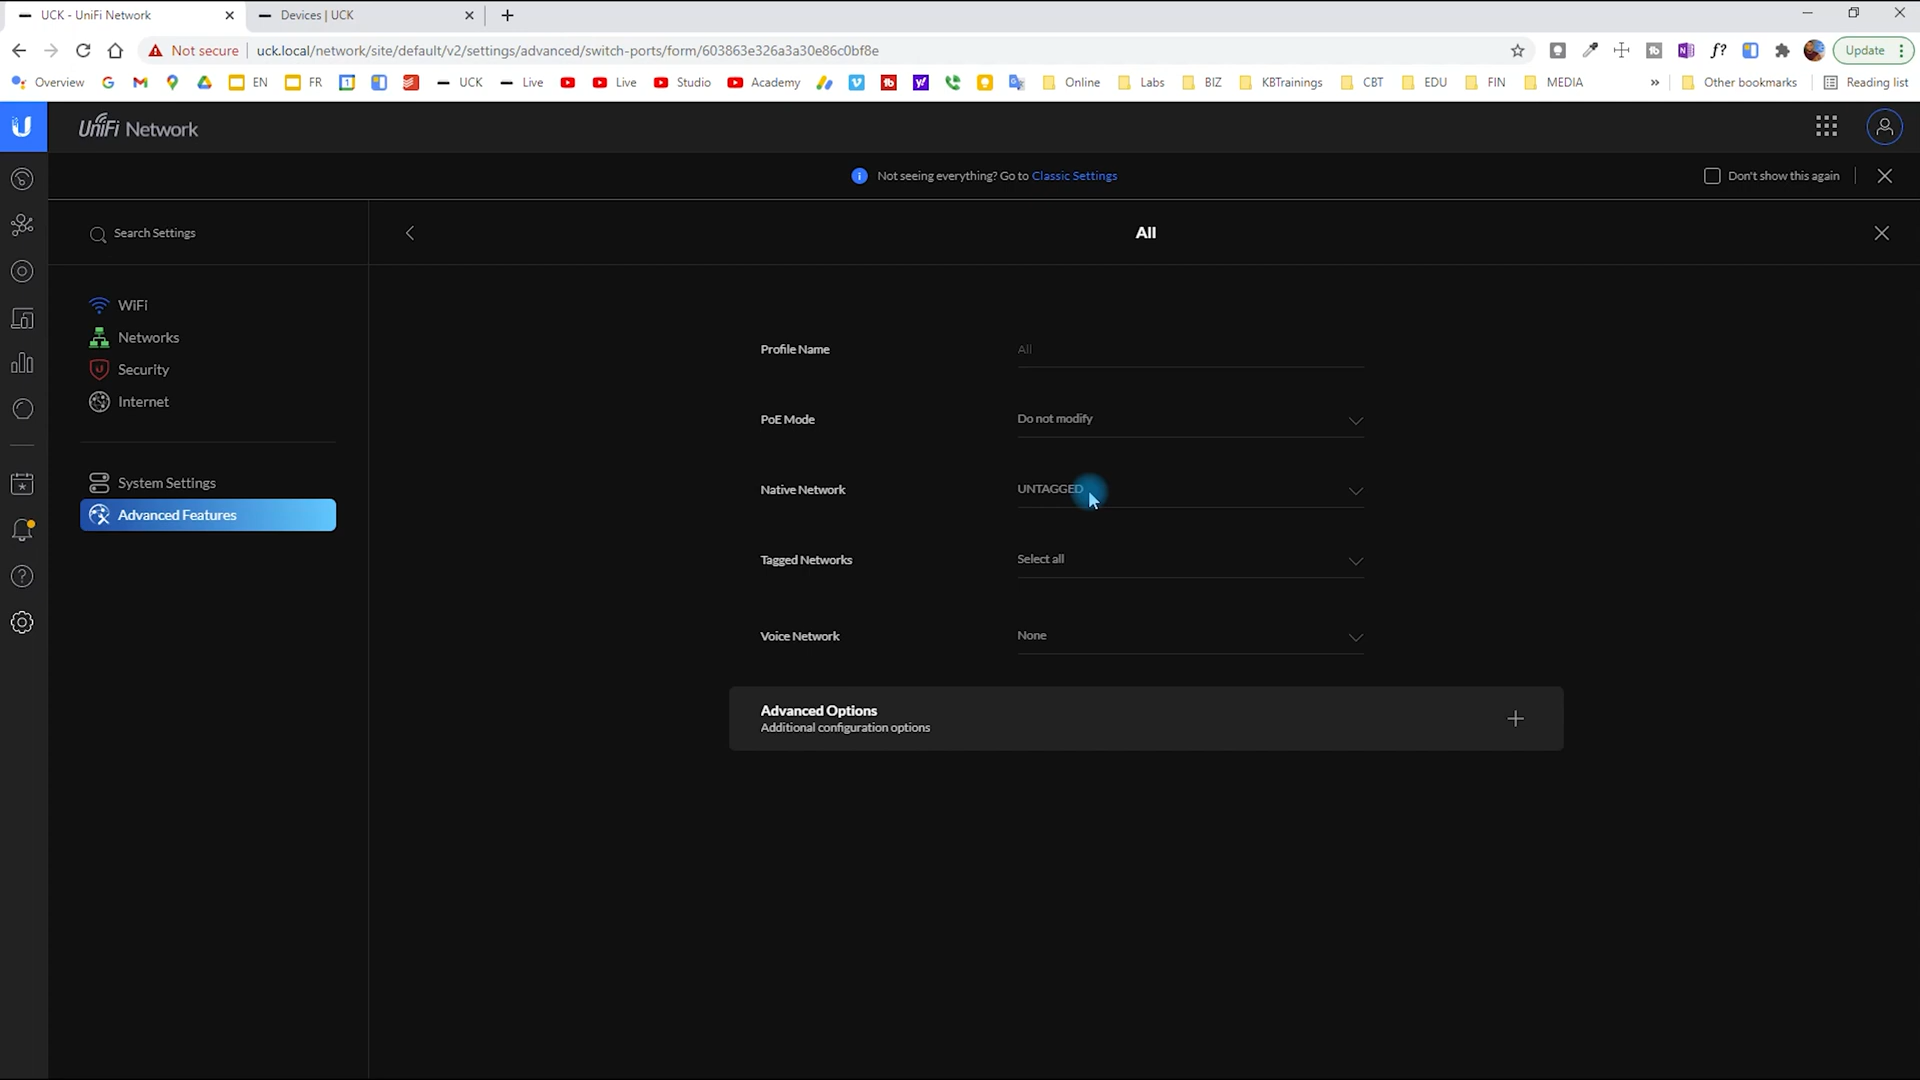 UCK - UniFi Network
Devices | UCK
Not secure
uck.local/network/site/default/v2/settings/advanced/switch-ports/form/603863e326a3a30e86c0bf8e
Update
Overview EN FR UCK Live Live Studio Academy Online Labs BIZ KBTrainings CBT EDU FIN MEDIA » Other bookmarks Reading list
UniFi Network
Not seeing everything? Go to Classic Settings
Don't show this again
Search Settings
All
WiFi
Networks
Security
Internet
System Settings
Advanced Features
Profile Name All
PoE Mode Do not modify
Native Network UNTAGGED
Tagged Networks Select all
Voice Network None
Advanced Options
Additional configuration options